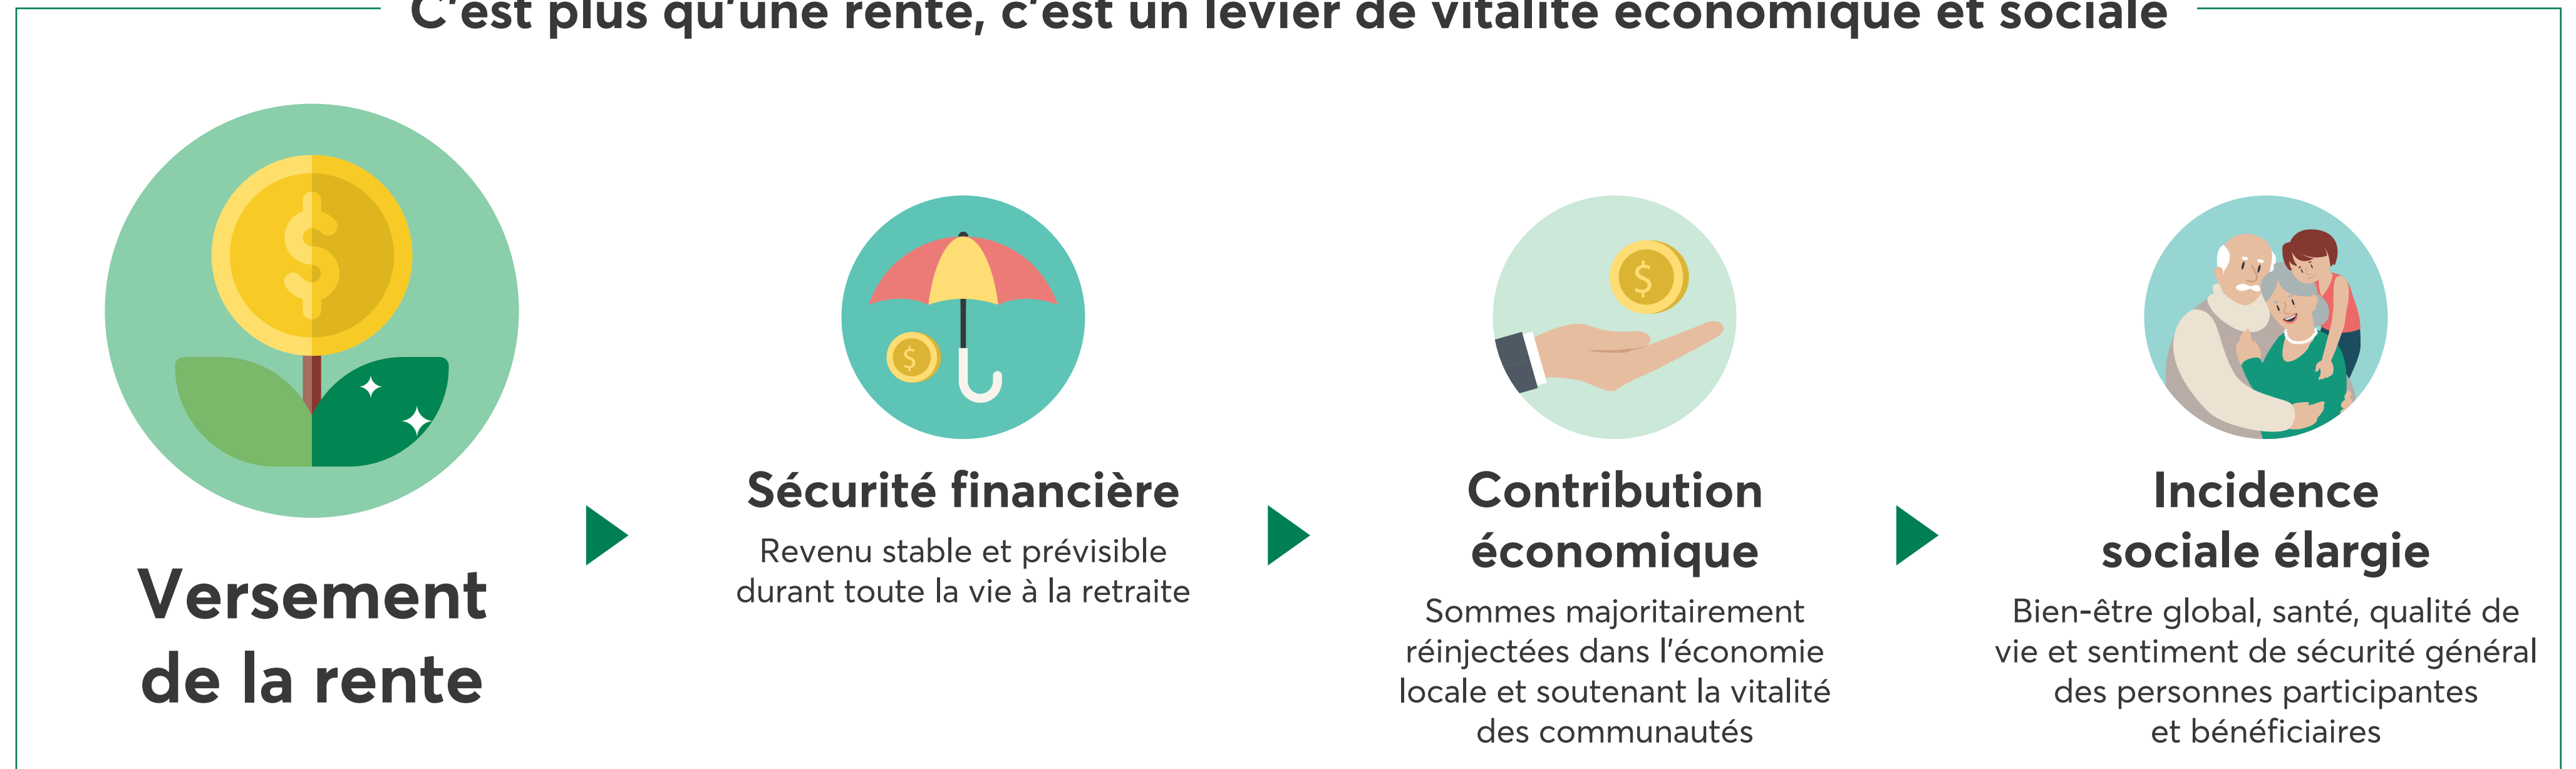 C'est plus qu'une rente, c'est un levier de vitalité économique et sociale
Versement
de la rente
Sécurité financière
Revenu stable et prévisible
durant toute la vie à la retraite
Contribution
économique
Sommes majoritairement
réinjectées dans l'économie
locale et soutenant la vitalité
des communautés
Incidence
sociale élargie
Bien-être global, santé, qualité de
vie et sentiment de sécurité général
des personnes participantes
et bénéficiaires